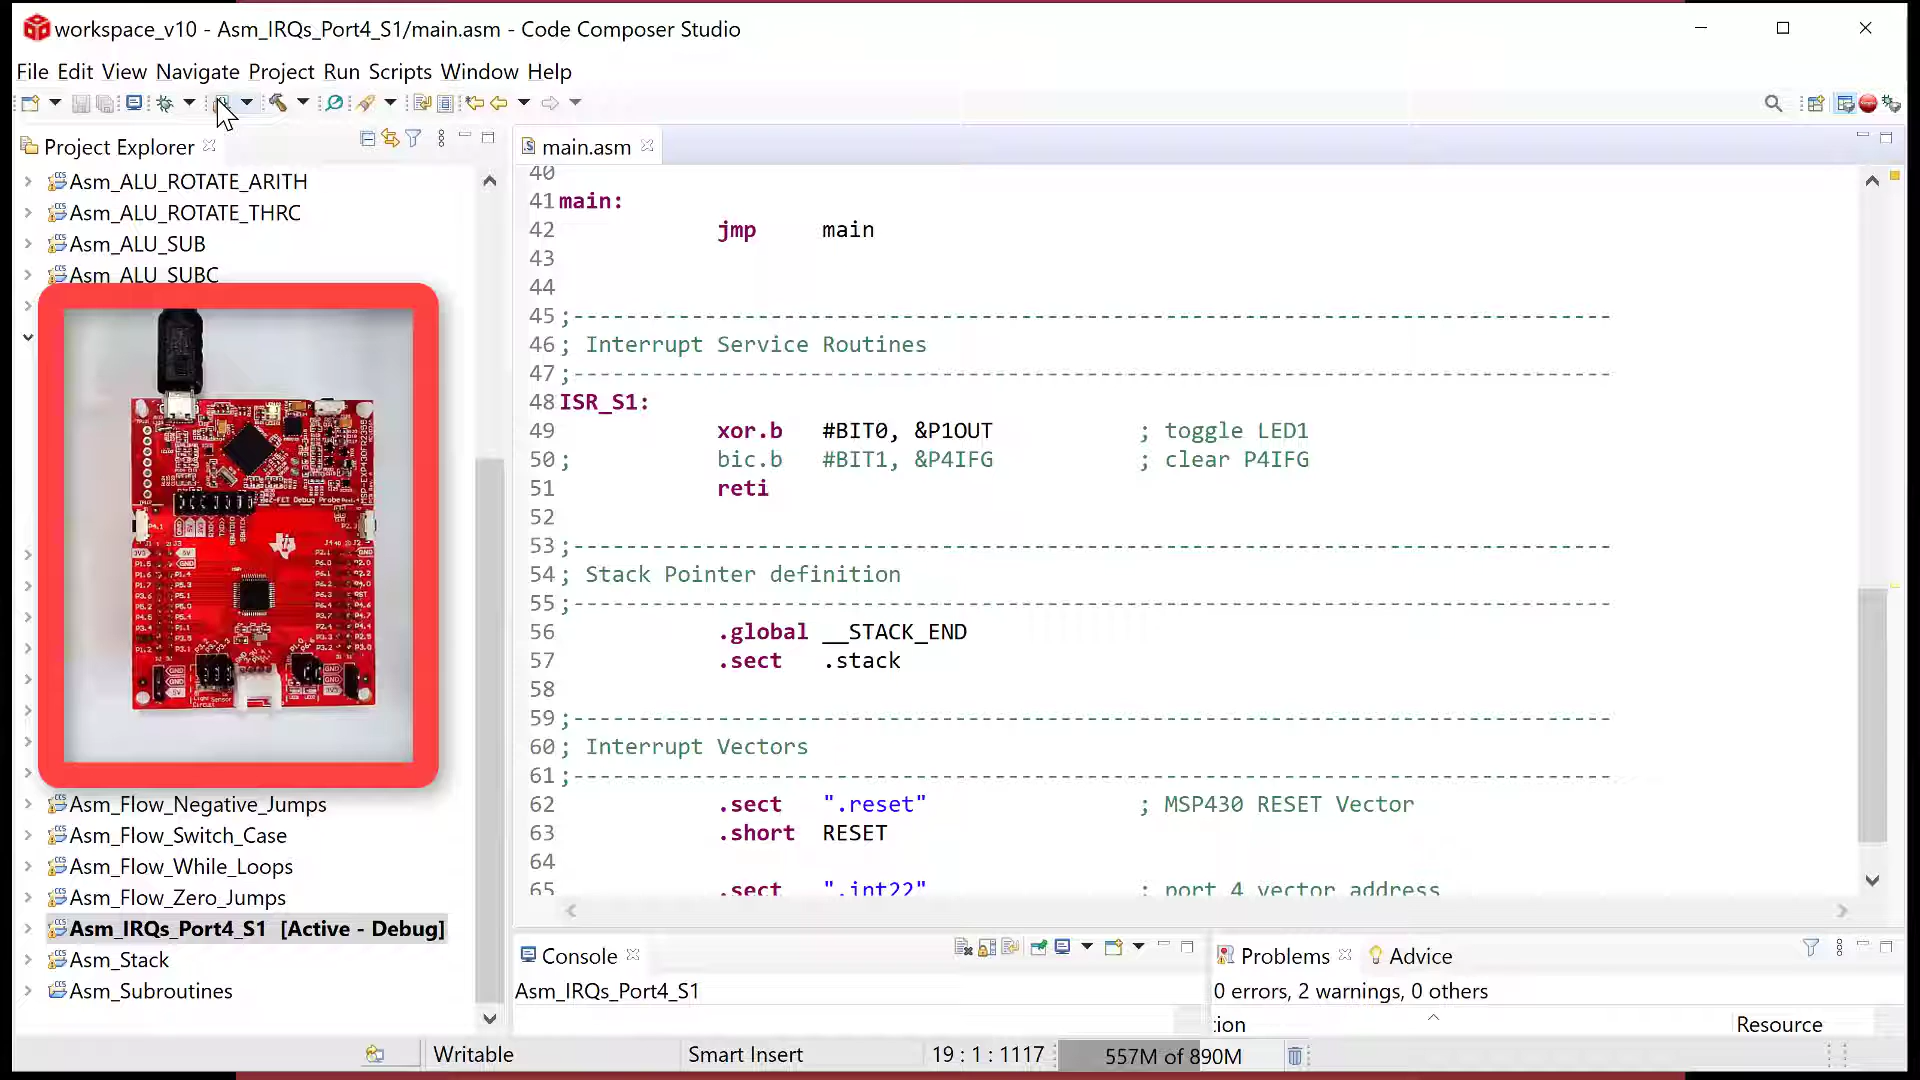 workspace_v10 - Asm_IRQs_Port4_S1/main.asm - Code Composer Studio
File Edit View Navigate Project Run Scripts Window Help
Project Explorer
Asm_ALU_ROTATE_ARITH
Asm_ALU_ROTATE_THRC
Asm_ALU_SUB
Asm_ALU_SUBC
Asm_Flow_Negative_Jumps
Asm_Flow_Switch_Case
Asm_Flow_While_Loops
Asm_Flow_Zero_Jumps
Asm_IRQs_Port4_S1 [Active - Debug]
Asm_Stack
Asm_Subroutines
main.asm
40
41 main:
42 jmp main
43
44
45 ;-------------------------------------------------------------------------------
46 ; Interrupt Service Routines
47 ;-------------------------------------------------------------------------------
48 ISR_S1:
49 xor.b #BIT0, &P1OUT ; toggle LED1
50 ; bic.b #BIT1, &P4IFG ; clear P4IFG
51 reti
52
53 ;-------------------------------------------------------------------------------
54 ; Stack Pointer definition
55 ;-------------------------------------------------------------------------------
56 .global __STACK_END
57 .sect .stack
58
59 ;-------------------------------------------------------------------------------
60 ; Interrupt Vectors
61 ;-------------------------------------------------------------------------------
62 .sect ".reset" ; MSP430 RESET Vector
63 .short RESET
64
65 .sect ".int22" ; port 4 vector address
Console
Asm_IRQs_Port4_S1
Problems Advice
0 errors, 2 warnings, 0 others
tion Resource
Writable Smart Insert 19 : 1 : 1117 557M of 890M